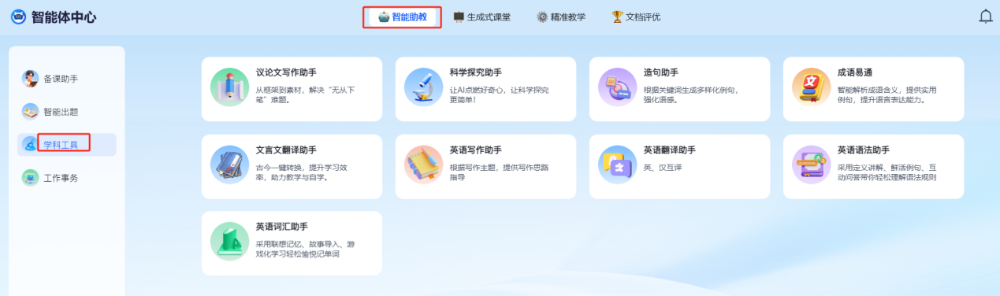 智能体中心
智能助教
生成式课堂
精准教学
文档评优
备课助手
智能出题
学科工具
工作事务
议论文写作助手
从框架到素材，解决“无从下
笔”难题。
科学探究助手
让AI点燃好奇心，让科学探究
更简单！
造句助手
根据关键词生成多样化例句，
强化语感。
成语易通
智能解析成语含义，提供实用
例句，提升语言表达能力。
文言文翻译助手
古今一键转换，提升学习效
率，助力教学与自学。
英语写作助手
根据写作主题，提供写作思路
指导
英语翻译助手
英、汉互译
英语语法助手
采用定义讲解、鲜活例句、互
动问答带你轻松理解语法规则
英语词汇助手
采用联想记忆、故事导入、游
戏化学习轻松愉悦记单词